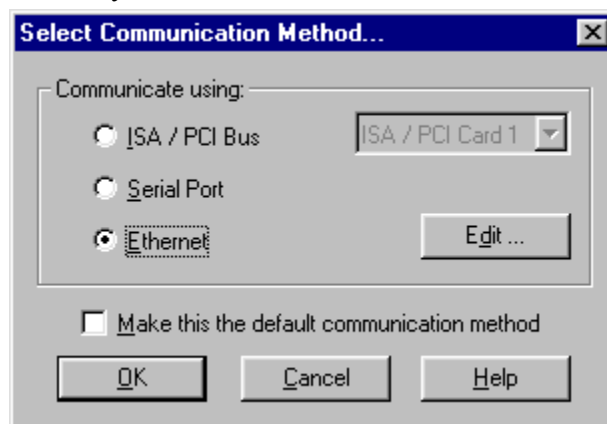 Select Communication Method...
Communicate using:
ISA / PCI Bus
ISA / PCI Card 1
Serial Port
Ethernet
Edit ...
Make this the default communication method
OK
Cancel
Help